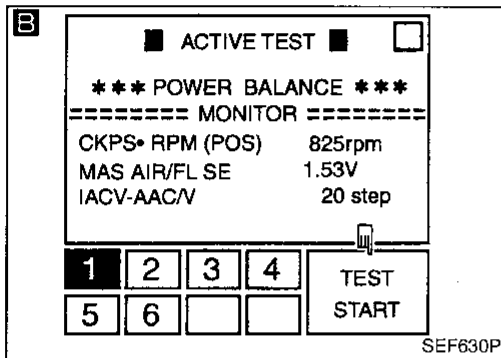 B
■ ACTIVE TEST ■
*** POWER BALANCE ***
======== MONITOR ========
CKPS• RPM (POS) 825rpm
MAS AIR/FL SE 1.53V
IACV-AAC/V 20 step
1 2 3 4 TEST
5 6 START
SEF630P